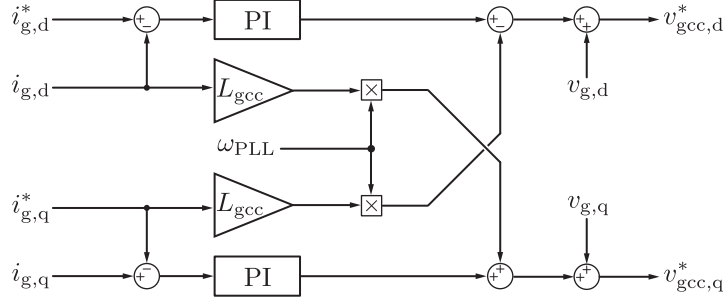 i*g,d + − PI + − + + v*gcc,d
ig,d Lgcc × vg,d
ωPLL
i*g,q Lgcc × vg,q
ig,q + − PI + + + + v*gcc,q